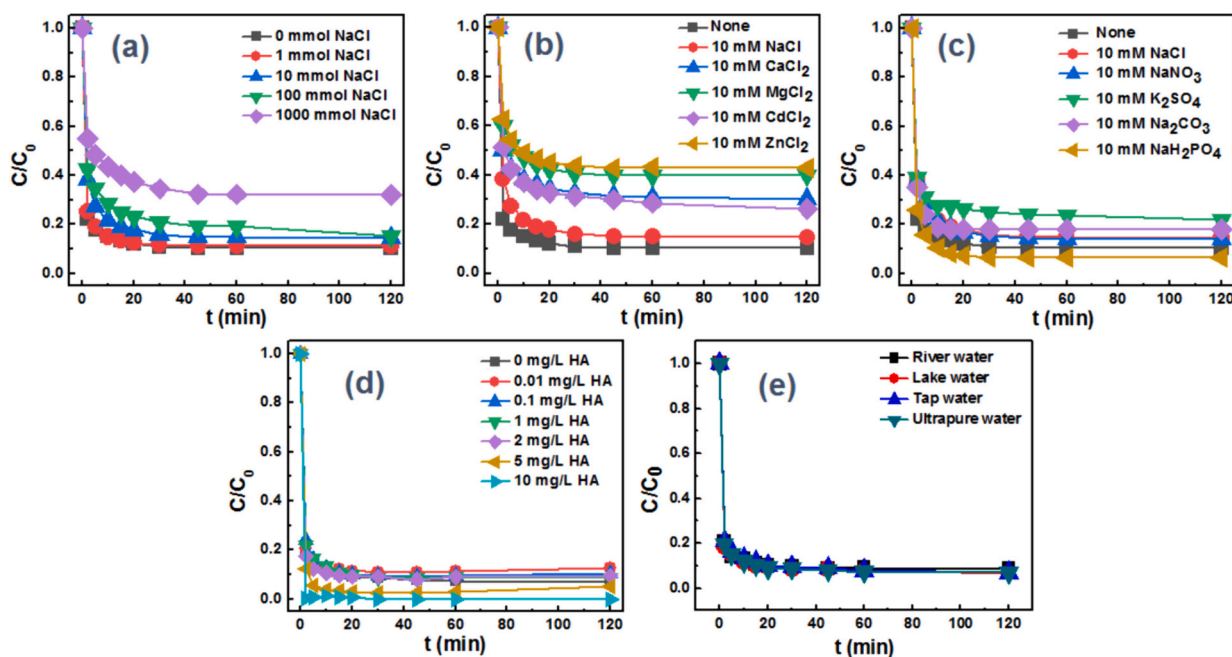 (a)
0 mmol NaCl
1 mmol NaCl
10 mmol NaCl
100 mmol NaCl
1000 mmol NaCl
C/C₀
1.0
0.8
0.6
0.4
0.2
0.0
0 20 40 60 80 100 120
t (min)
(b)
None
10 mM NaCl
10 mM CaCl₂
10 mM MgCl₂
10 mM CdCl₂
10 mM ZnCl₂
C/C₀
1.0
0.8
0.6
0.4
0.2
0.0
0 20 40 60 80 100 120
t (min)
(c)
None
10 mM NaCl
10 mM NaNO₃
10 mM K₂SO₄
10 mM Na₂CO₃
10 mM NaH₂PO₄
C/C₀
1.0
0.8
0.6
0.4
0.2
0.0
0 20 40 60 80 100 120
t (min)
(d)
0 mg/L HA
0.01 mg/L HA
0.1 mg/L HA
1 mg/L HA
2 mg/L HA
5 mg/L HA
10 mg/L HA
C/C₀
1.0
0.8
0.6
0.4
0.2
0.0
0 20 40 60 80 100 120
t (min)
(e)
River water
Lake water
Tap water
Ultrapure water
C/C₀
1.0
0.8
0.6
0.4
0.2
0.0
0 20 40 60 80 100 120
t (min)